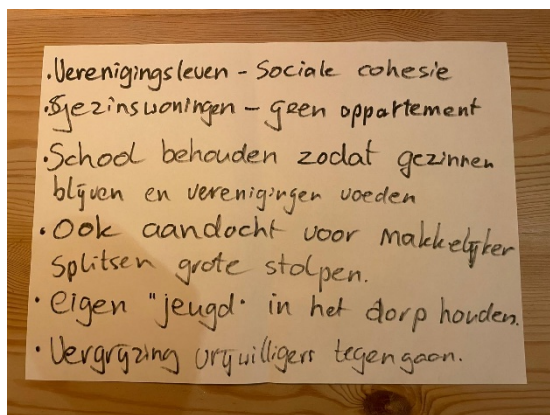 ·Verenigingsleven - Sociale cohesie
·gezinswoningen - geen appartement
·School behouden zodat gezinnen
blijven en verenigingen voeden
·Ook aandacht voor makkelijker
splitsen grote stolpen.
·eigen "jeugd" in het dorp houden.
·Vergrijzing vrijwilligers tegengaan.